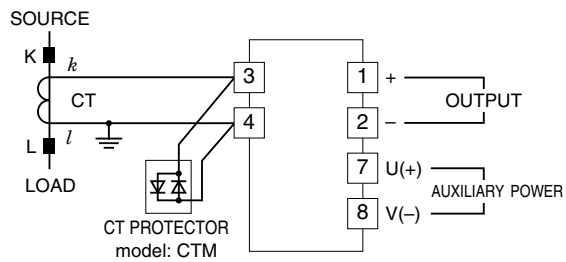 SOURCE
K
k
CT
L
l
LOAD
3
4
CT PROTECTOR
model: CTM
1 +
2 –
OUTPUT
7 U(+)
8 V(–)
AUXILIARY POWER